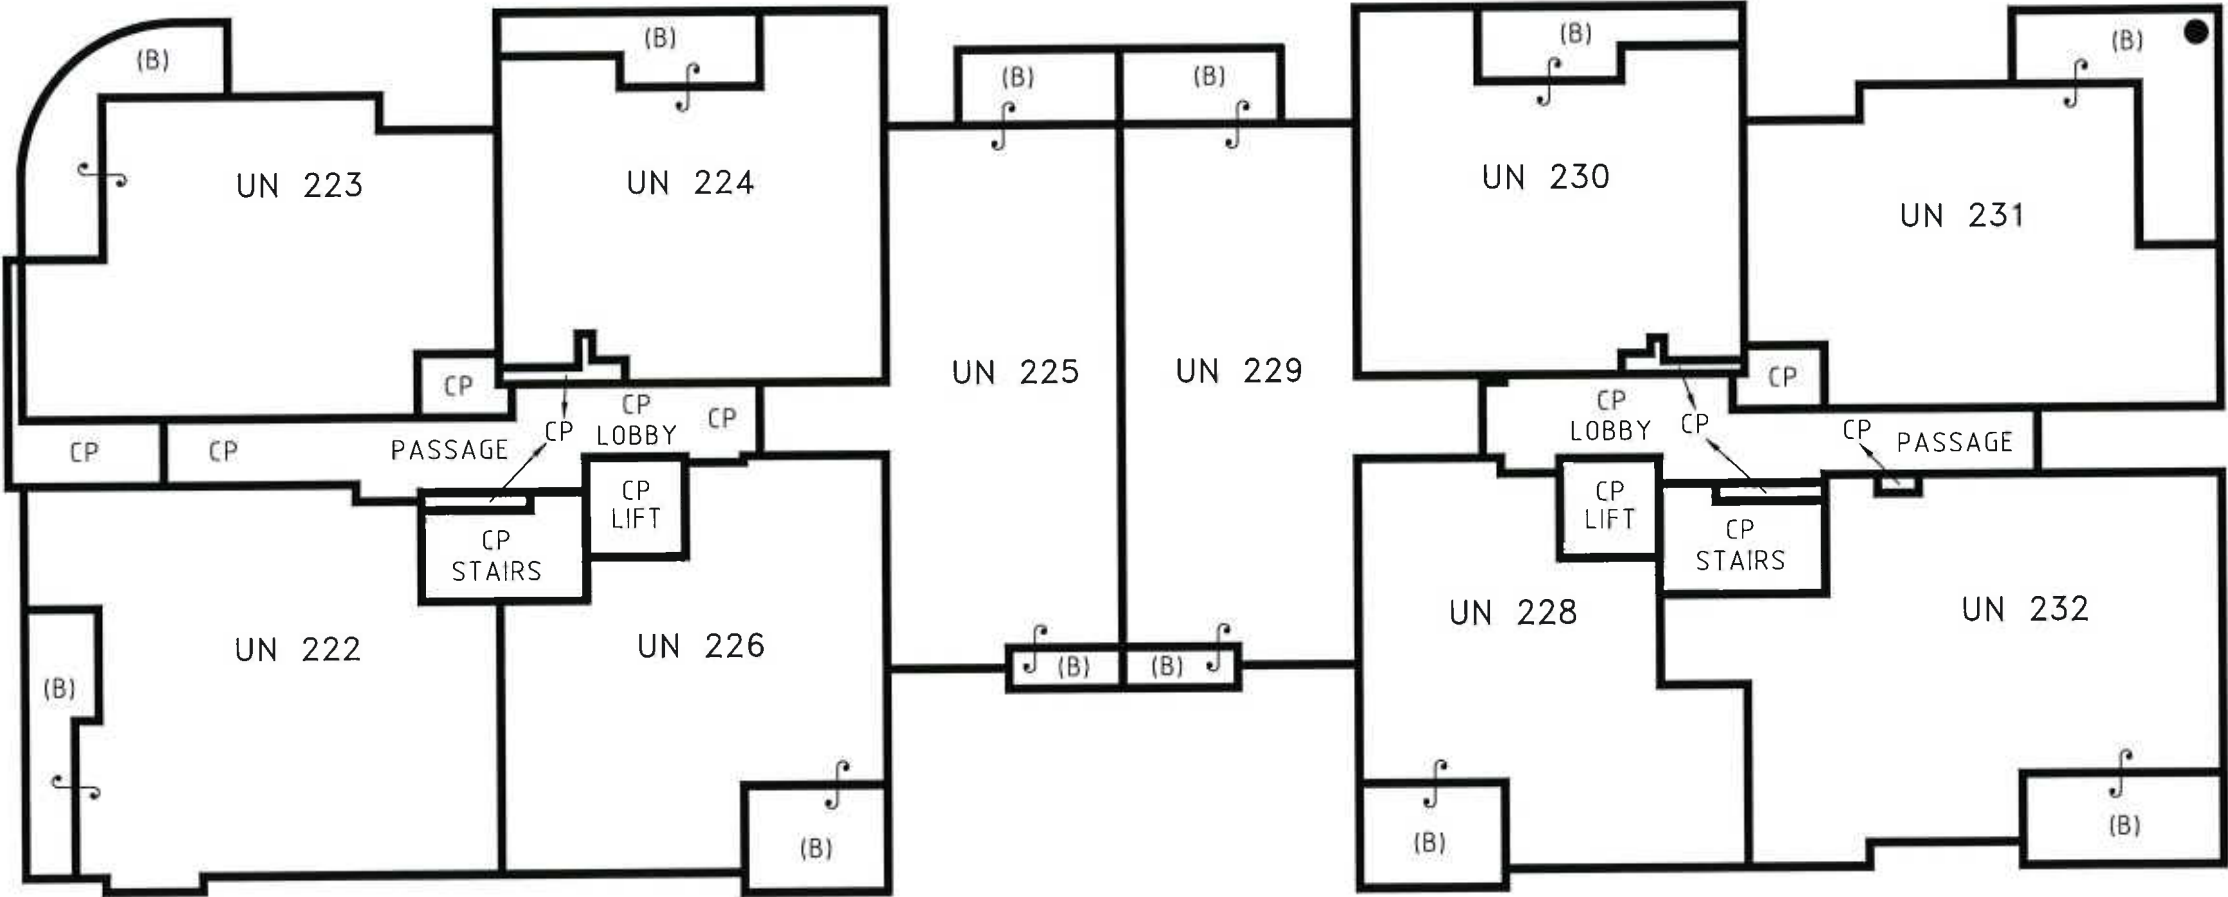 (B)
(B)
(B)
(B)
(B)
(B)
UN 223
UN 224
UN 230
UN 231
UN 225
UN 229
CP
CP
LOBBY
CP
CP
CP
CP
PASSAGE
CP
LOBBY
CP
CP
PASSAGE
CP
CP
LIFT
CP
STAIRS
CP
LIFT
CP
STAIRS
UN 222
UN 226
UN 228
UN 232
(B)
(B)
(B)
(B)
(B)
(B)